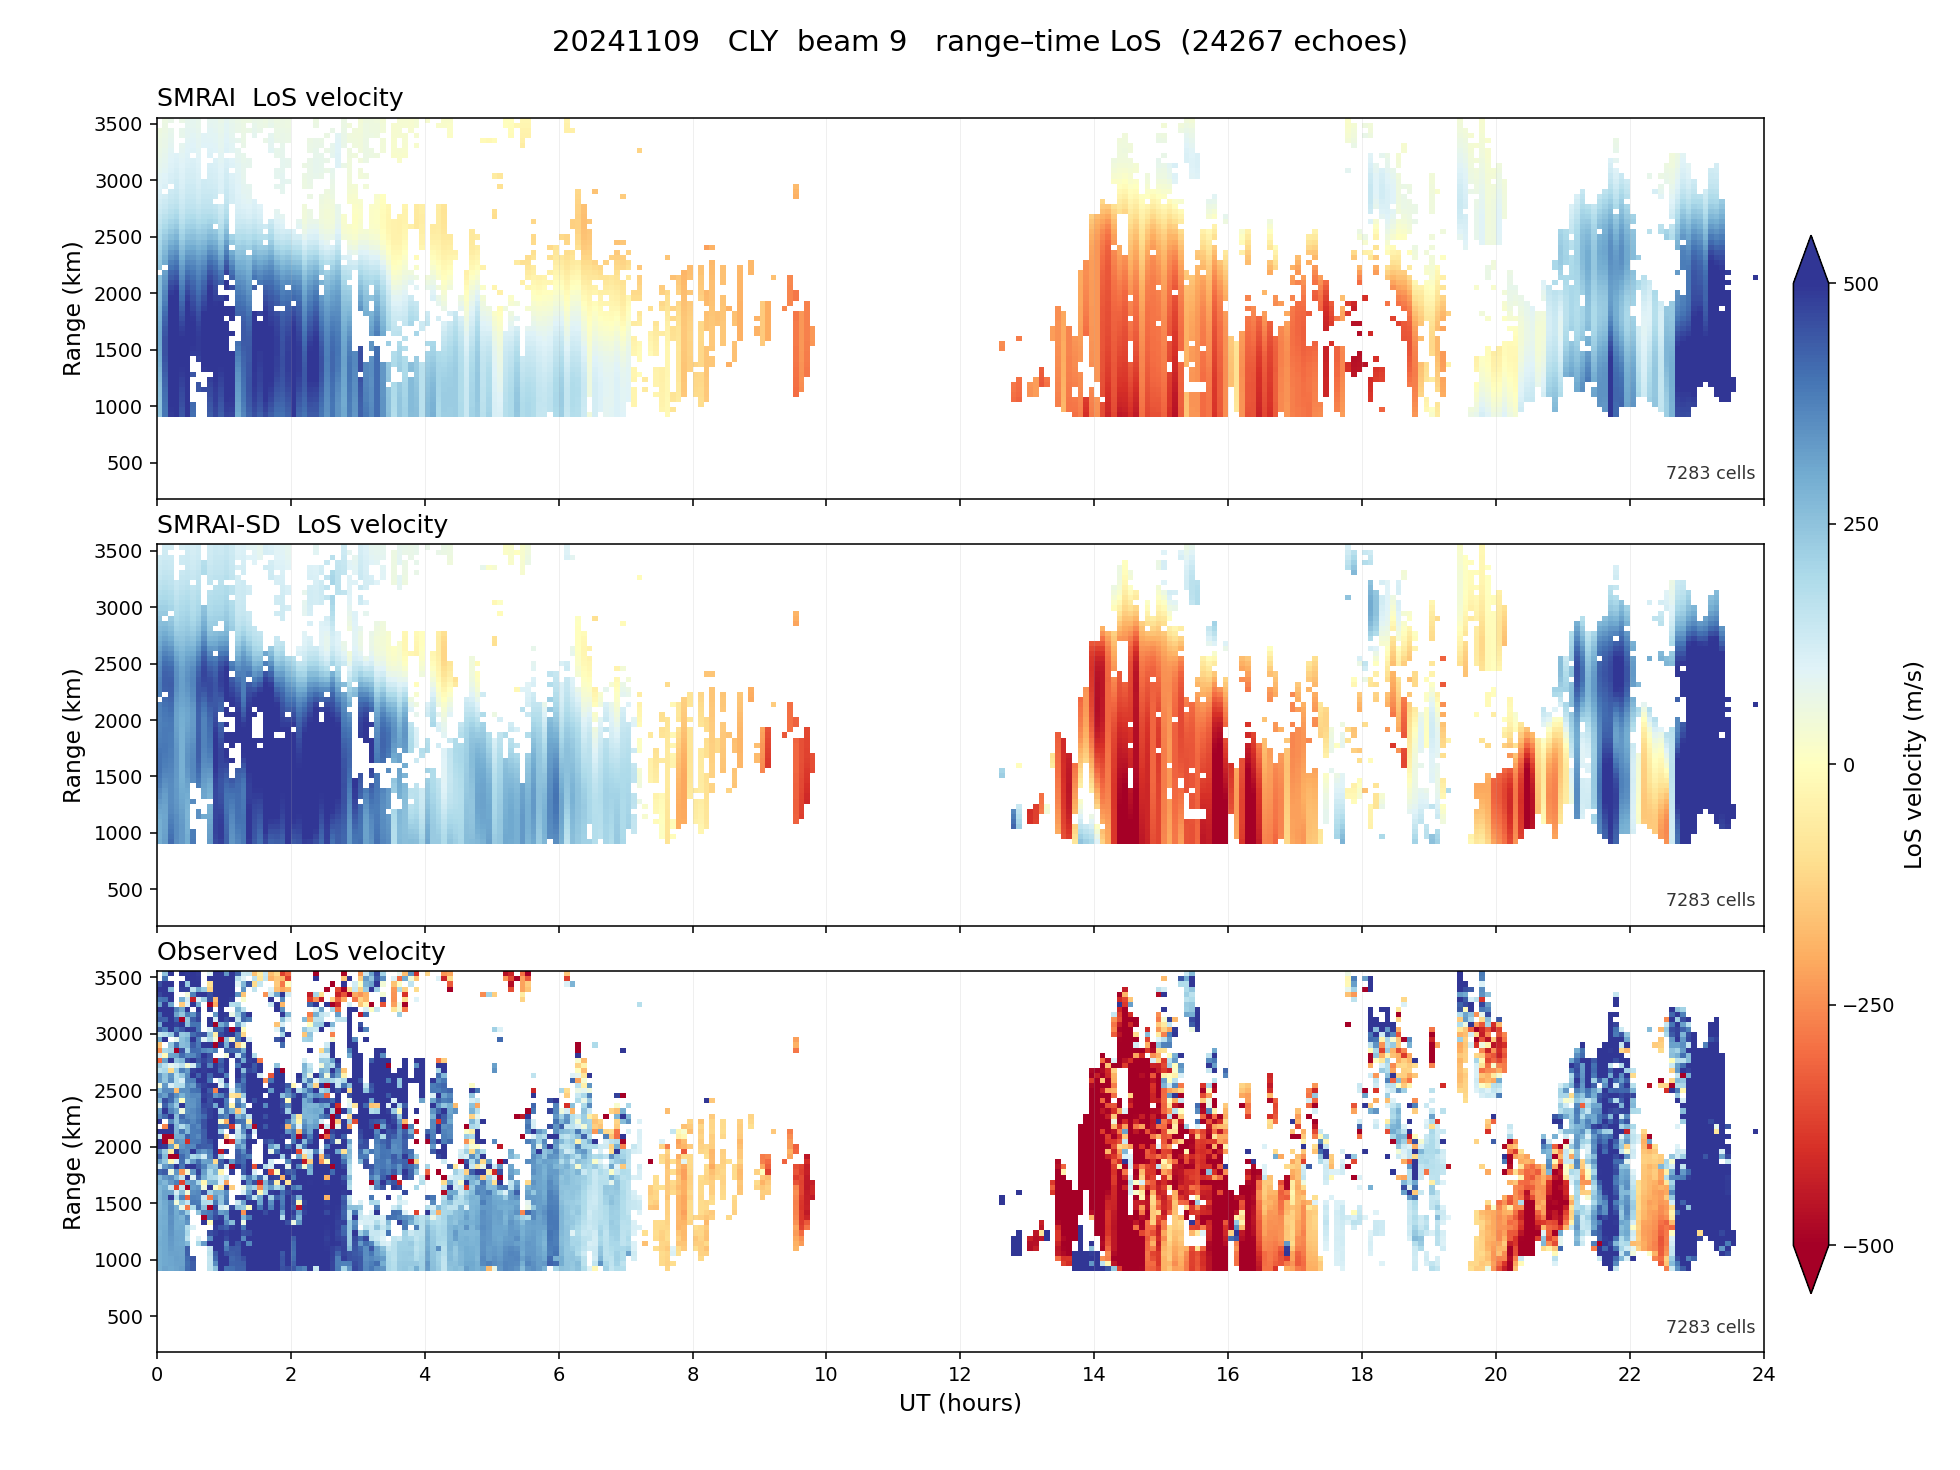 20241109   CLY  beam 9   range–time LoS  (24267 echoes)
SMRAI  LoS velocity
3500
3000
2500
2000
1500
1000
500
Range (km)
7283 cells
SMRAI-SD  LoS velocity
3500
3000
2500
2000
1500
1000
500
Range (km)
7283 cells
Observed  LoS velocity
3500
3000
2500
2000
1500
1000
500
Range (km)
7283 cells
0 2 4 6 8 10 12 14 16 18 20 22 24
UT (hours)
500
250
0
−250
−500
LoS velocity (m/s)